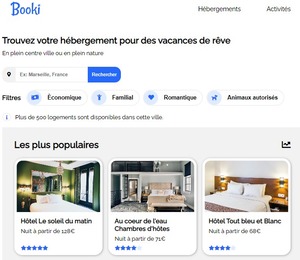 Booki
Hébergements Activités
Trouvez votre hébergement pour des vacances de rêve
En plein centre ville ou en pleine nature
Ex: Marseille, France Rechercher
Filtres Économique Familial Romantique Animaux autorisés
Plus de 500 logements sont disponibles dans cette ville
Les plus populaires
Hôtel Le soleil du matin
Nuit à partir de 128€
Au coeur de l'eau
Chambres d'hôtes
Nuit à partir de 71€
Hôtel Tout bleu et Blanc
Nuit à partir de 68€